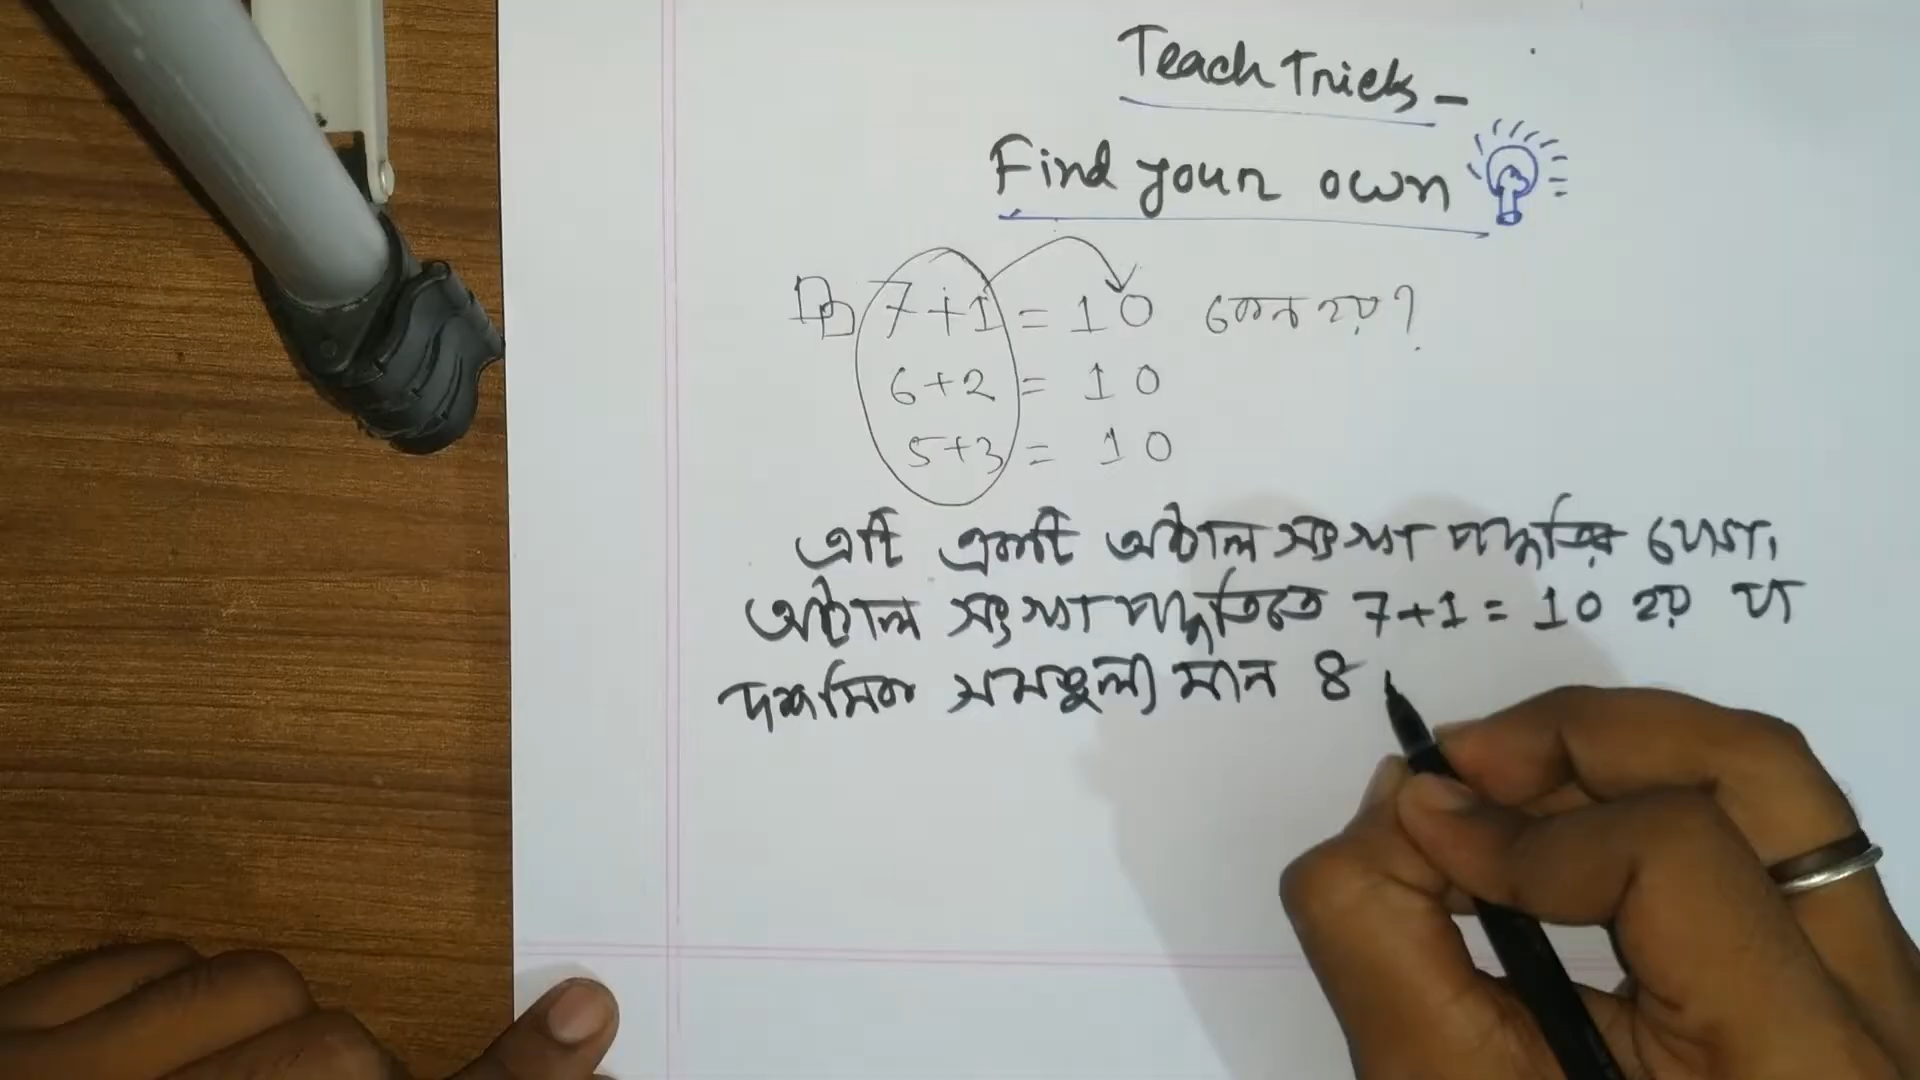 Teach Tricks -
Find your own
7+1 = 10 কেন হয় ?
6+2 = 10
5+3 = 10
এটি একটি অক্টাল সংখ্যা পদ্ধতির যোগ।
অক্টাল সংখ্যা পদ্ধতিতে 7+1 = 10 হয় যা
দশমিক সমতুল্য মান 8